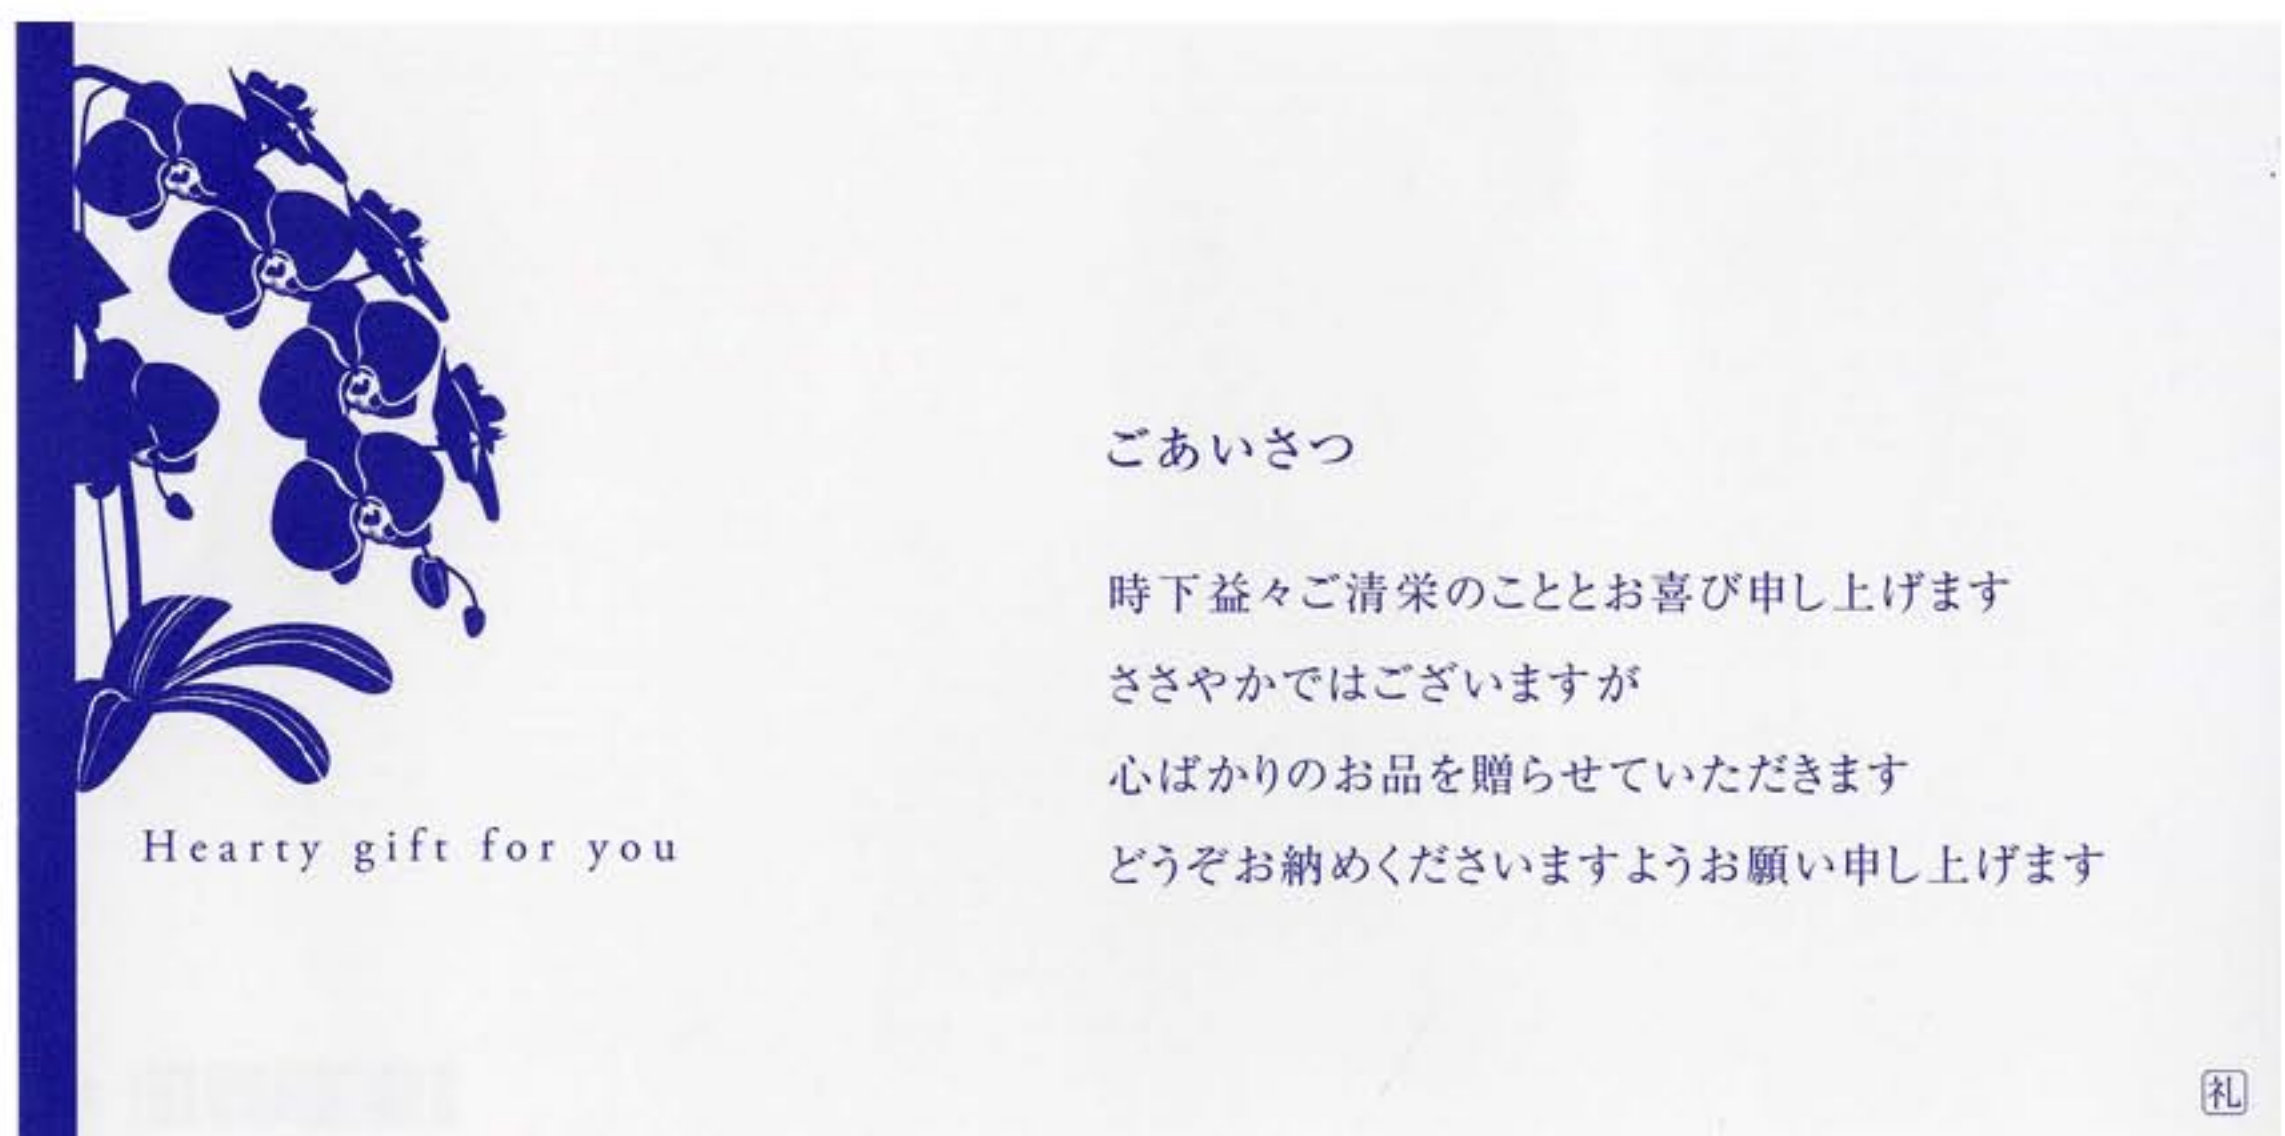 ごあいさつ
時下益々ご清栄のこととお喜び申し上げます
ささやかではございますが
心ばかりのお品を贈らせていただきます
どうぞお納めくださいますようお願い申し上げます
Hearty gift for you
礼